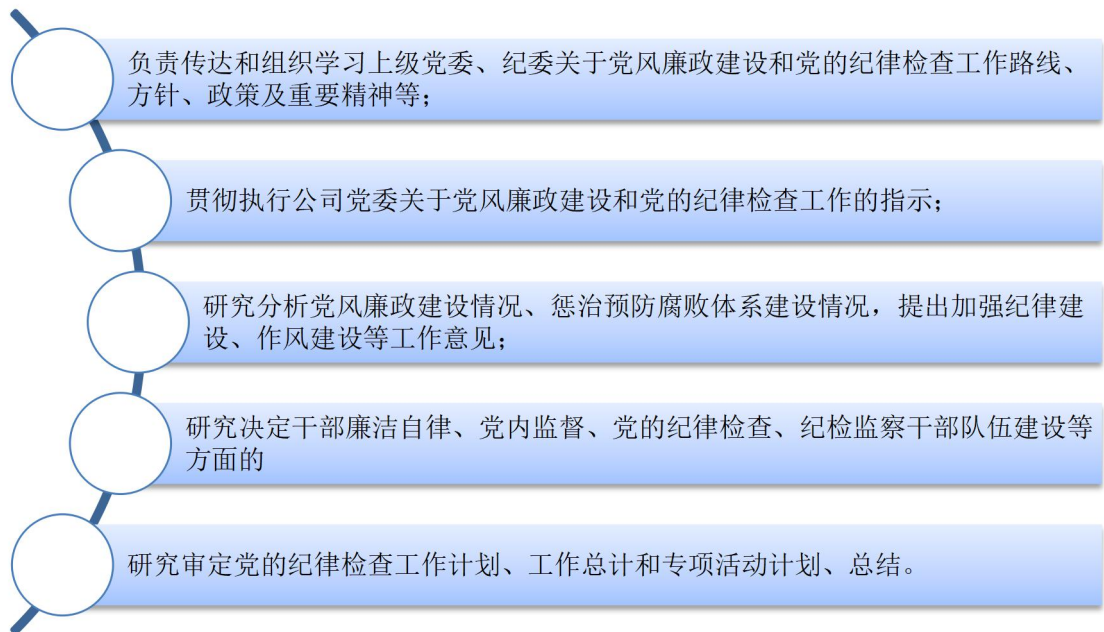 负责传达和组织学习上级党委、纪委关于党风廉政建设和党的纪律检查工作路线、
方针、政策及重要精神等；
贯彻执行公司党委关于党风廉政建设和党的纪律检查工作的指示；
研究分析党风廉政建设情况、惩治预防腐败体系建设情况，提出加强纪律建
设、作风建设等工作意见；
研究决定干部廉洁自律、党内监督、党的纪律检查、纪检监察干部队伍建设等
方面的
研究审定党的纪律检查工作计划、工作总计和专项活动计划、总结。